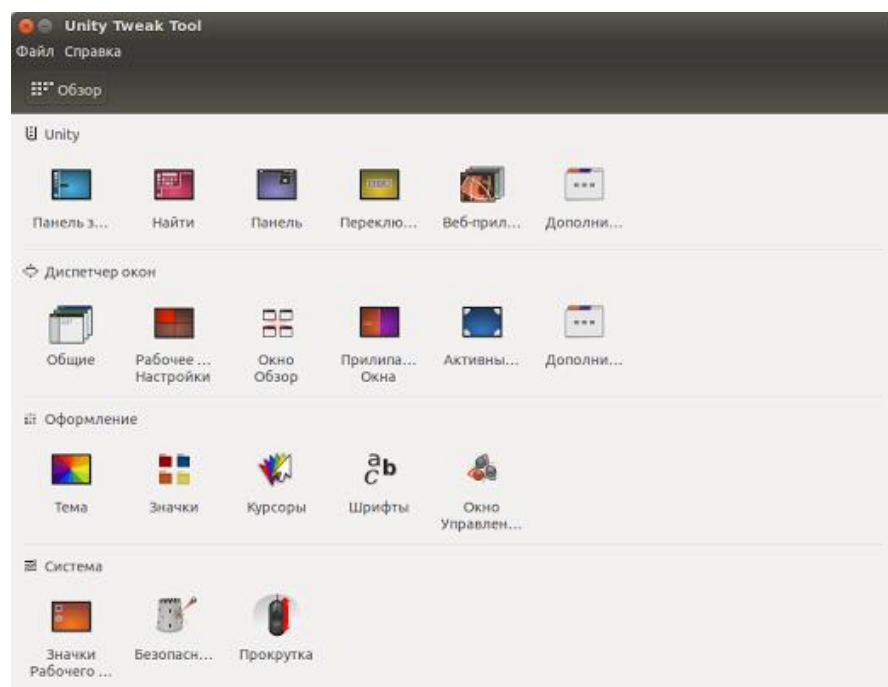 Unity Tweak Tool
Файл Справка
Обзор
Unity
Панель з... Найти Панель Переклю... Веб-прил... Дополни...
Диспетчер окон
Общие Рабочее ... Окно Прилипа... Активны... Дополни...
Настройки Обзор Окна
Оформление
Тема Значки Курсоры Шрифты Окно
Управлен...
Система
Значки Безопасн... Прокрутка
Рабочего ...